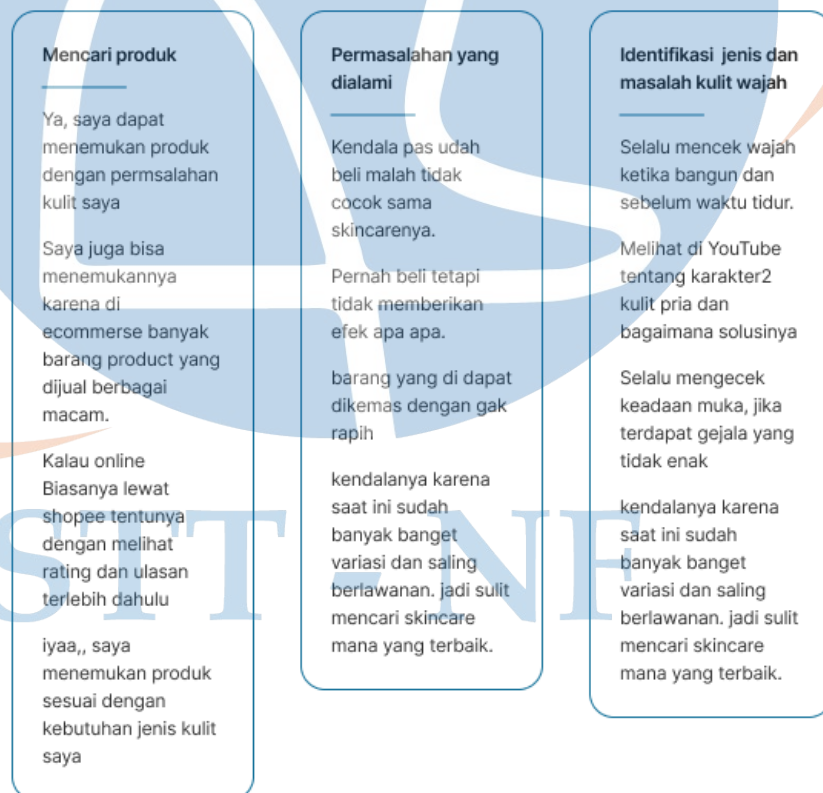 Mencari produk
Ya, saya dapat
menemukan produk
dengan permsalahan
kulit saya
Saya juga bisa
menemukannya
karena di
ecommerse banyak
barang product yang
dijual berbagai
macam.
Kalau online
Biasanya lewat
shopee tentunya
dengan melihat
rating dan ulasan
terlebih dahulu
iyaa,, saya
menemukan produk
sesuai dengan
kebutuhan jenis kulit
saya
Permasalahan yang
dialami
Kendala pas udah
beli malah tidak
cocok sama
skincarenya.
Pernah beli tetapi
tidak memberikan
efek apa apa.
barang yang di dapat
dikemas dengan gak
rapih
kendalanya karena
saat ini sudah
banyak banget
variasi dan saling
berlawanan. jadi sulit
mencari skincare
mana yang terbaik.
Identifikasi jenis dan
masalah kulit wajah
Selalu mencek wajah
ketika bangun dan
sebelum waktu tidur.
Melihat di YouTube
tentang karakter2
kulit pria dan
bagaimana solusinya
Selalu mengecek
keadaan muka, jika
terdapat gejala yang
tidak enak
kendalanya karena
saat ini sudah
banyak banget
variasi dan saling
berlawanan. jadi sulit
mencari skincare
mana yang terbaik.
STT - NF